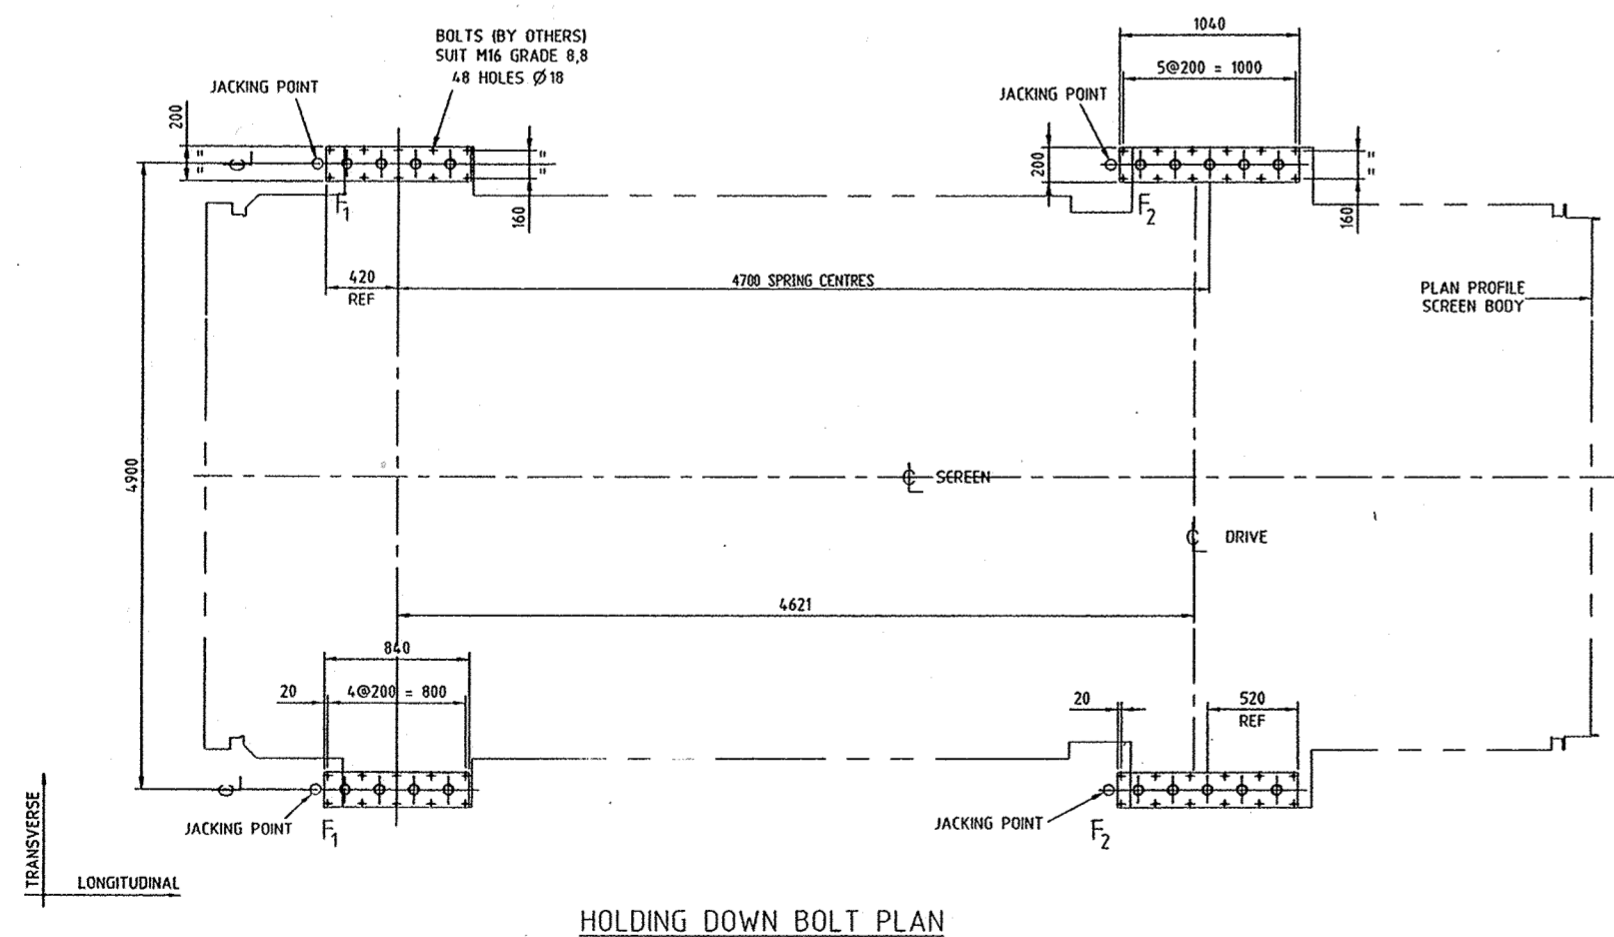 BOLTS (BY OTHERS)
SUIT M16 GRADE 8,8
48 HOLES Ø18
JACKING POINT
200
"
"
"
"
160
F1
1040
5@200 = 1000
JACKING POINT
200
"
"
160
F2
420
REF
4700 SPRING CENTRES
PLAN PROFILE
SCREEN BODY
4900
SCREEN
DRIVE
4621
840
20
4@200 = 800
20
520
REF
JACKING POINT
F1
JACKING POINT
F2
TRANSVERSE
LONGITUDINAL
HOLDING DOWN BOLT PLAN